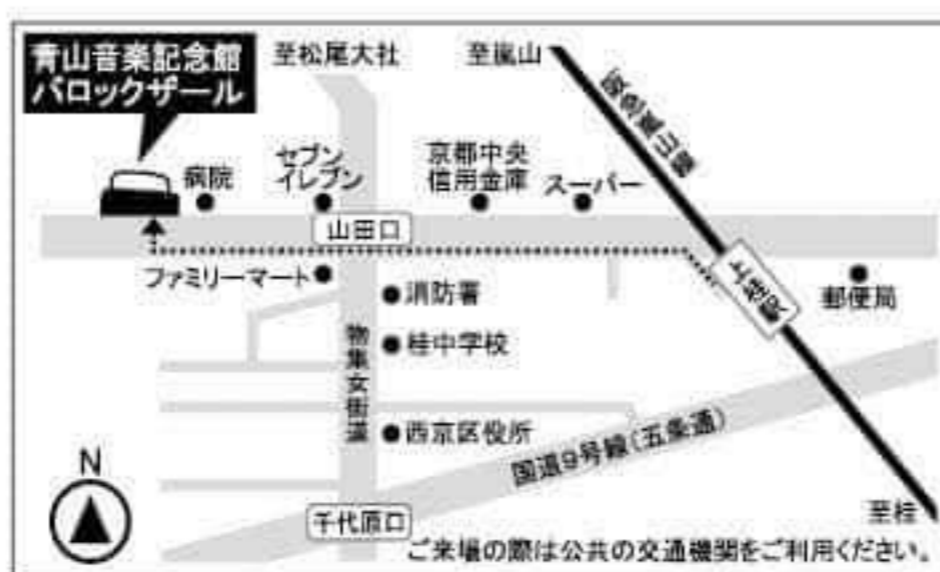 青山音楽記念館
バロックザール
至松尾大社
至嵐山
阪急嵐山線
病院
セブン
イレブン
京都中央
信用金庫
スーパー
山田口
上桂駅
ファミリーマート
消防署
郵便局
桂中学校
物集女街道
西京区役所
国道9号線(五条通)
N
千代原口
至桂
ご来場の際は公共の交通機関をご利用ください。